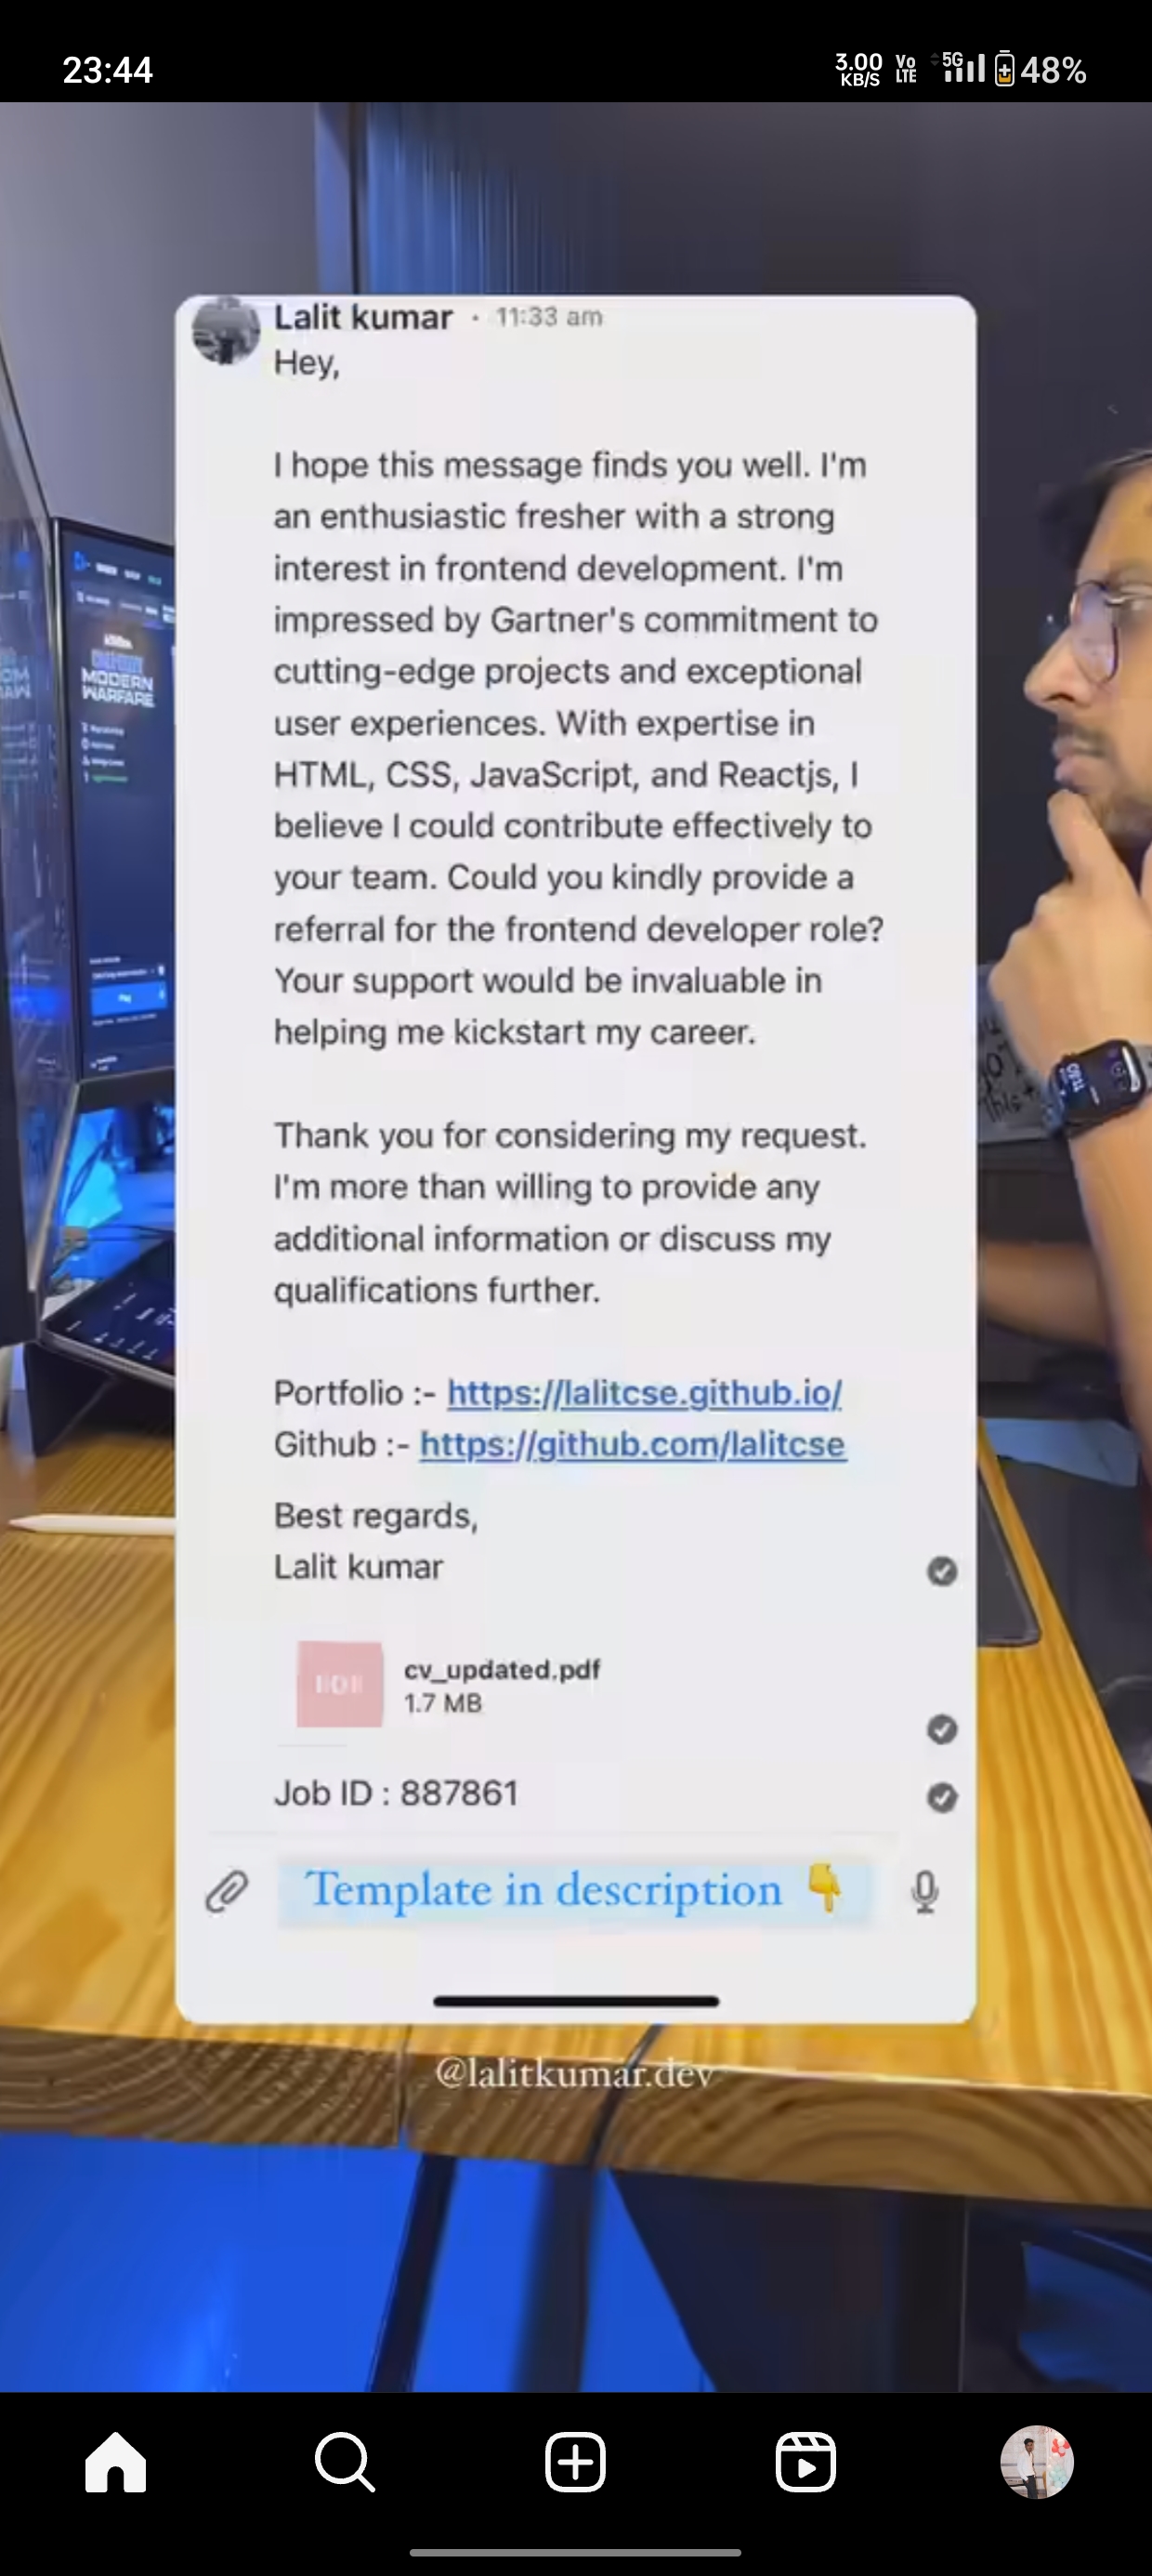 23:44
3.00
KB/S
Vo
LTE
5G
48%
Lalit kumar • 11:33 am
Hey,
I hope this message finds you well. I'm
an enthusiastic fresher with a strong
interest in frontend development. I'm
impressed by Gartner's commitment to
cutting-edge projects and exceptional
user experiences. With expertise in
HTML, CSS, JavaScript, and Reactjs, I
believe I could contribute effectively to
your team. Could you kindly provide a
referral for the frontend developer role?
Your support would be invaluable in
helping me kickstart my career.
Thank you for considering my request.
I'm more than willing to provide any
additional information or discuss my
qualifications further.
Portfolio :- https://lalitcse.github.io/
Github :- https://github.com/lalitcse
Best regards,
Lalit kumar
cv_updated.pdf
1.7 MB
Job ID : 887861
Template in description 👇
@lalitkumar.dev
MODERN
WARFARE